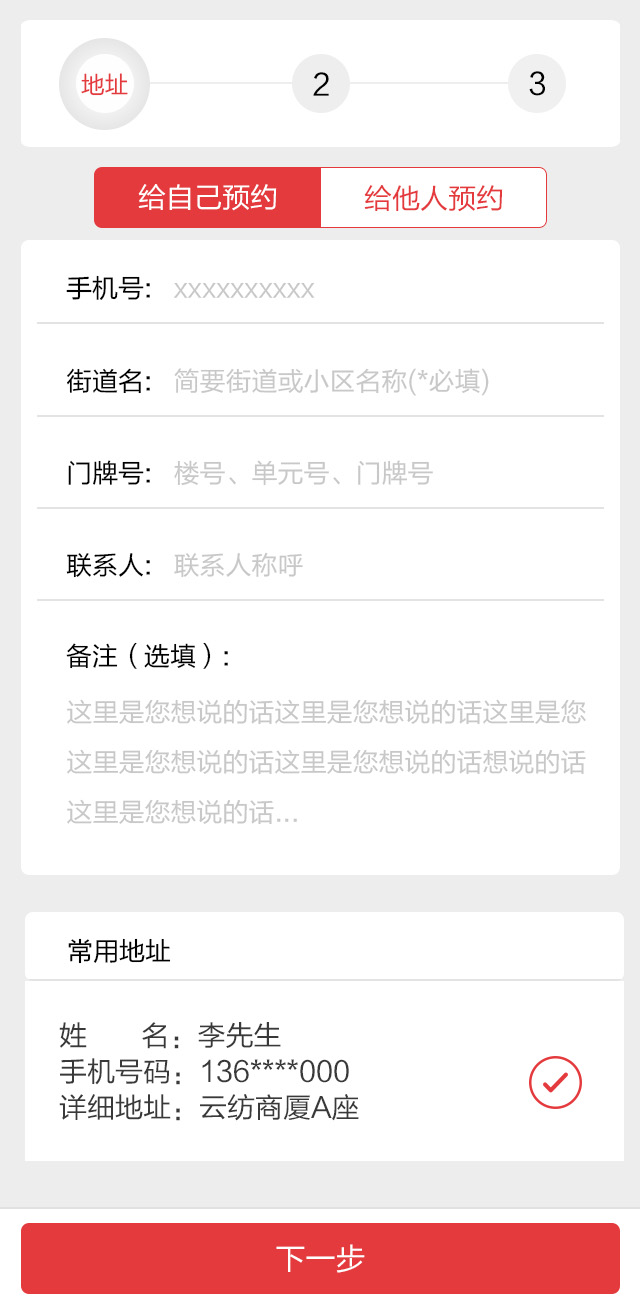 地址
2
3
给自己预约
给他人预约
手机号: xxxxxxxxxx
街道名: 简要街道或小区名称(*必填)
门牌号: 楼号、单元号、门牌号
联系人: 联系人称呼
备注（选填）:
这里是您想说的话这里是您想说的话这里是您
这里是您想说的话这里是您想说的话想说的话
这里是您想说的话...
常用地址
姓 名：李先生
手机号码：136****000
详细地址：云纺商厦A座
下一步